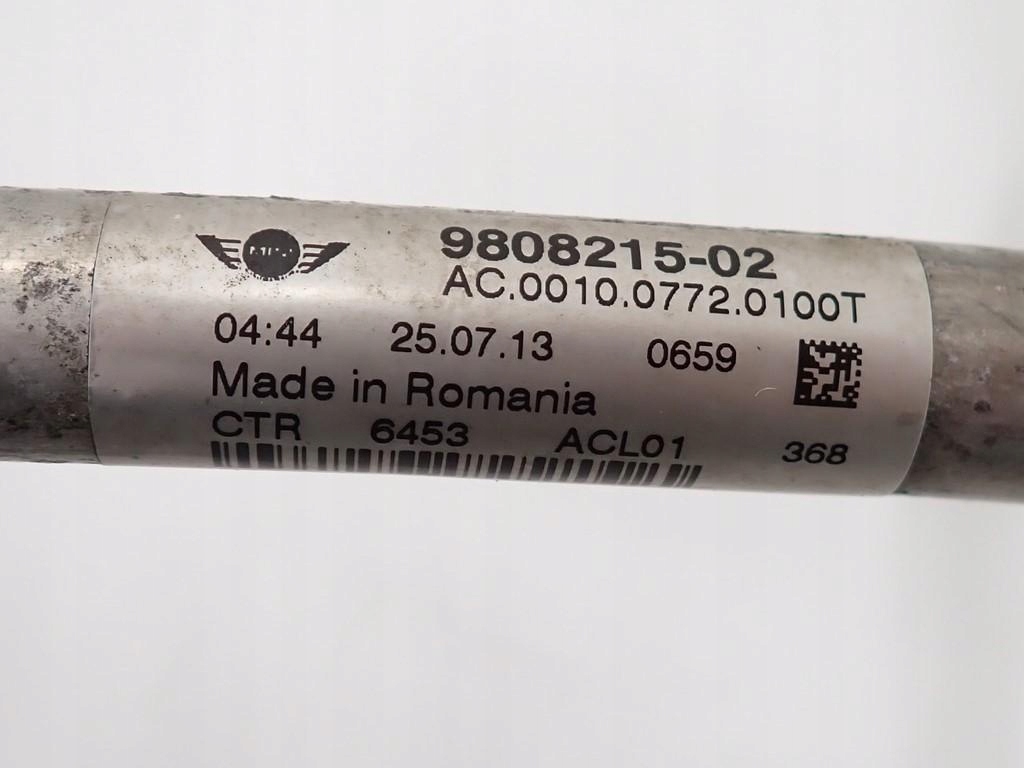 9808215-02
AC.0010.0772.0100T
04:44 25.07.13 0659
Made in Romania
CTR 6453 ACL01 368